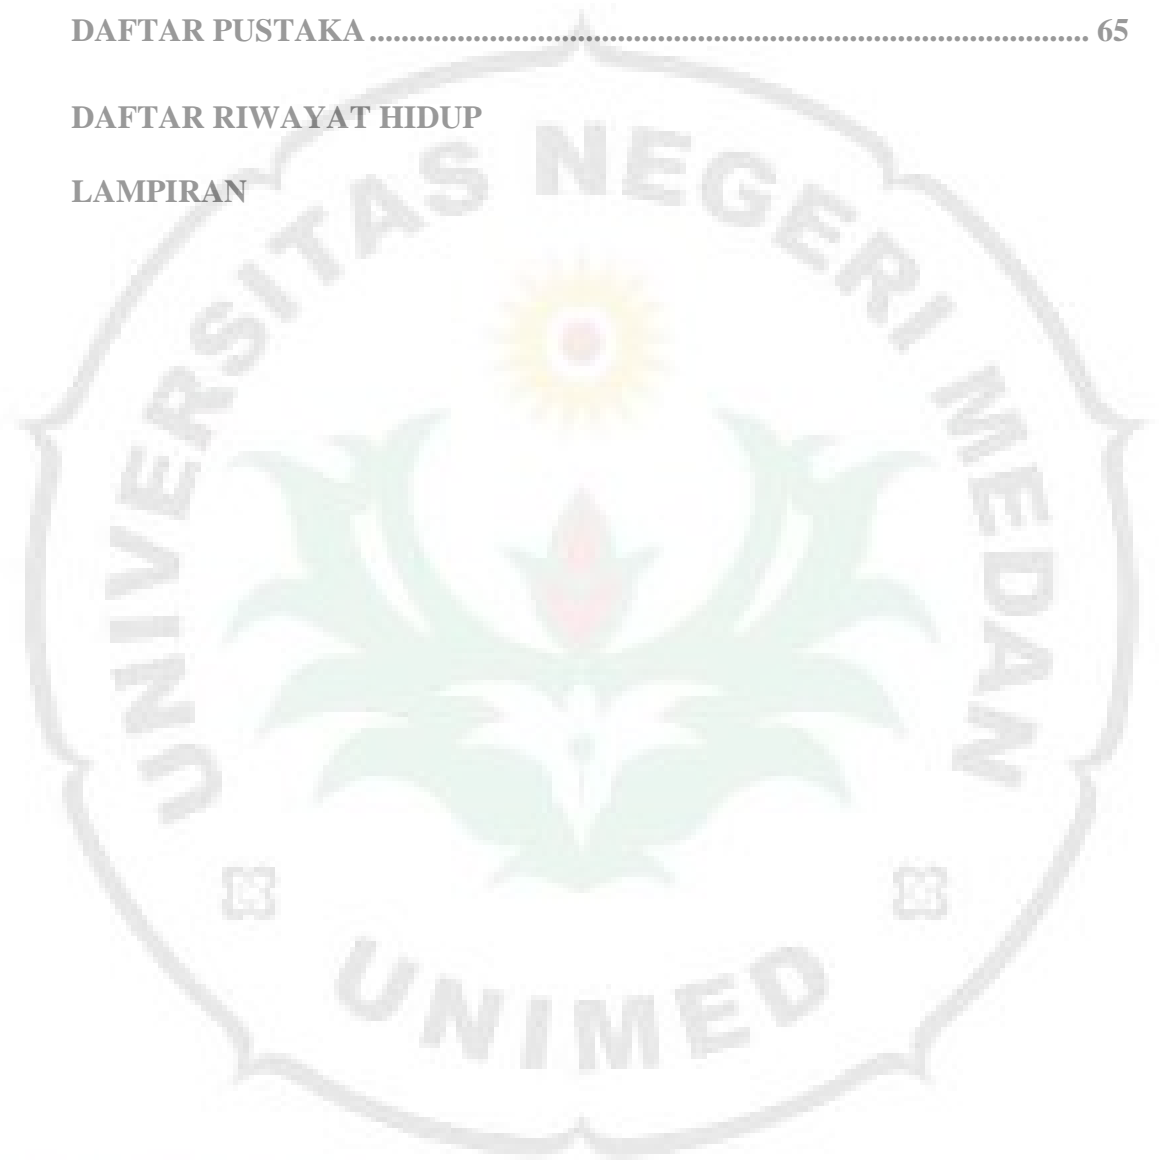 DAFTAR PUSTAKA.......................................................................................... 65
DAFTAR RIWAYAT HIDUP
LAMPIRAN
UNIVERSITAS NEGERI MEDAN
UNIMED